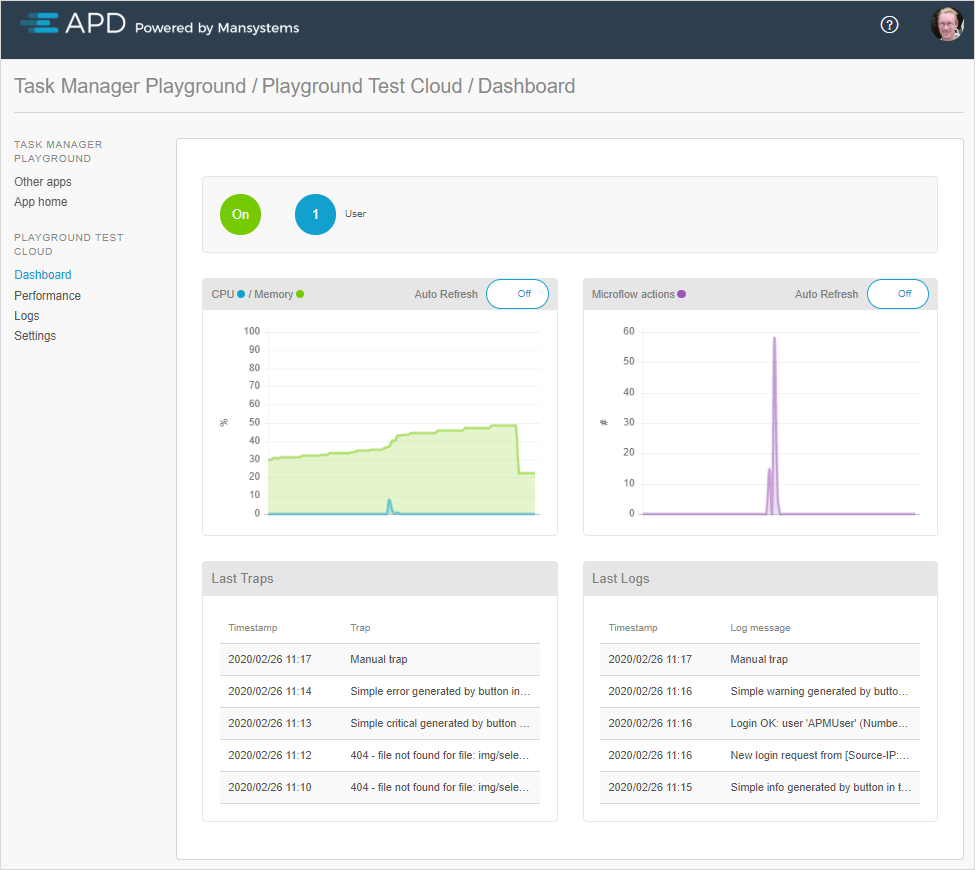 APD Powered by Mansystems
?
Task Manager Playground / Playground Test Cloud / Dashboard
TASK MANAGER
PLAYGROUND
Other apps
App home
PLAYGROUND TEST
CLOUD
Dashboard
Performance
Logs
Settings
On
1
User
CPU / Memory
Auto Refresh
Off
100
90
80
70
60
50
40
30
20
10
0
%
Microflow actions
Auto Refresh
Off
60
50
40
30
20
10
0
#
Last Traps
Timestamp Trap
2020/02/26 11:17 Manual trap
2020/02/26 11:14 Simple error generated by button in...
2020/02/26 11:13 Simple critical generated by button ...
2020/02/26 11:12 404 - file not found for file: img/sele...
2020/02/26 11:10 404 - file not found for file: img/sele...
Last Logs
Timestamp Log message
2020/02/26 11:17 Manual trap
2020/02/26 11:16 Simple warning generated by butto...
2020/02/26 11:16 Login OK: user 'APMUser' (Numbe...
2020/02/26 11:16 New login request from [Source-IP:...
2020/02/26 11:15 Simple info generated by button in t...